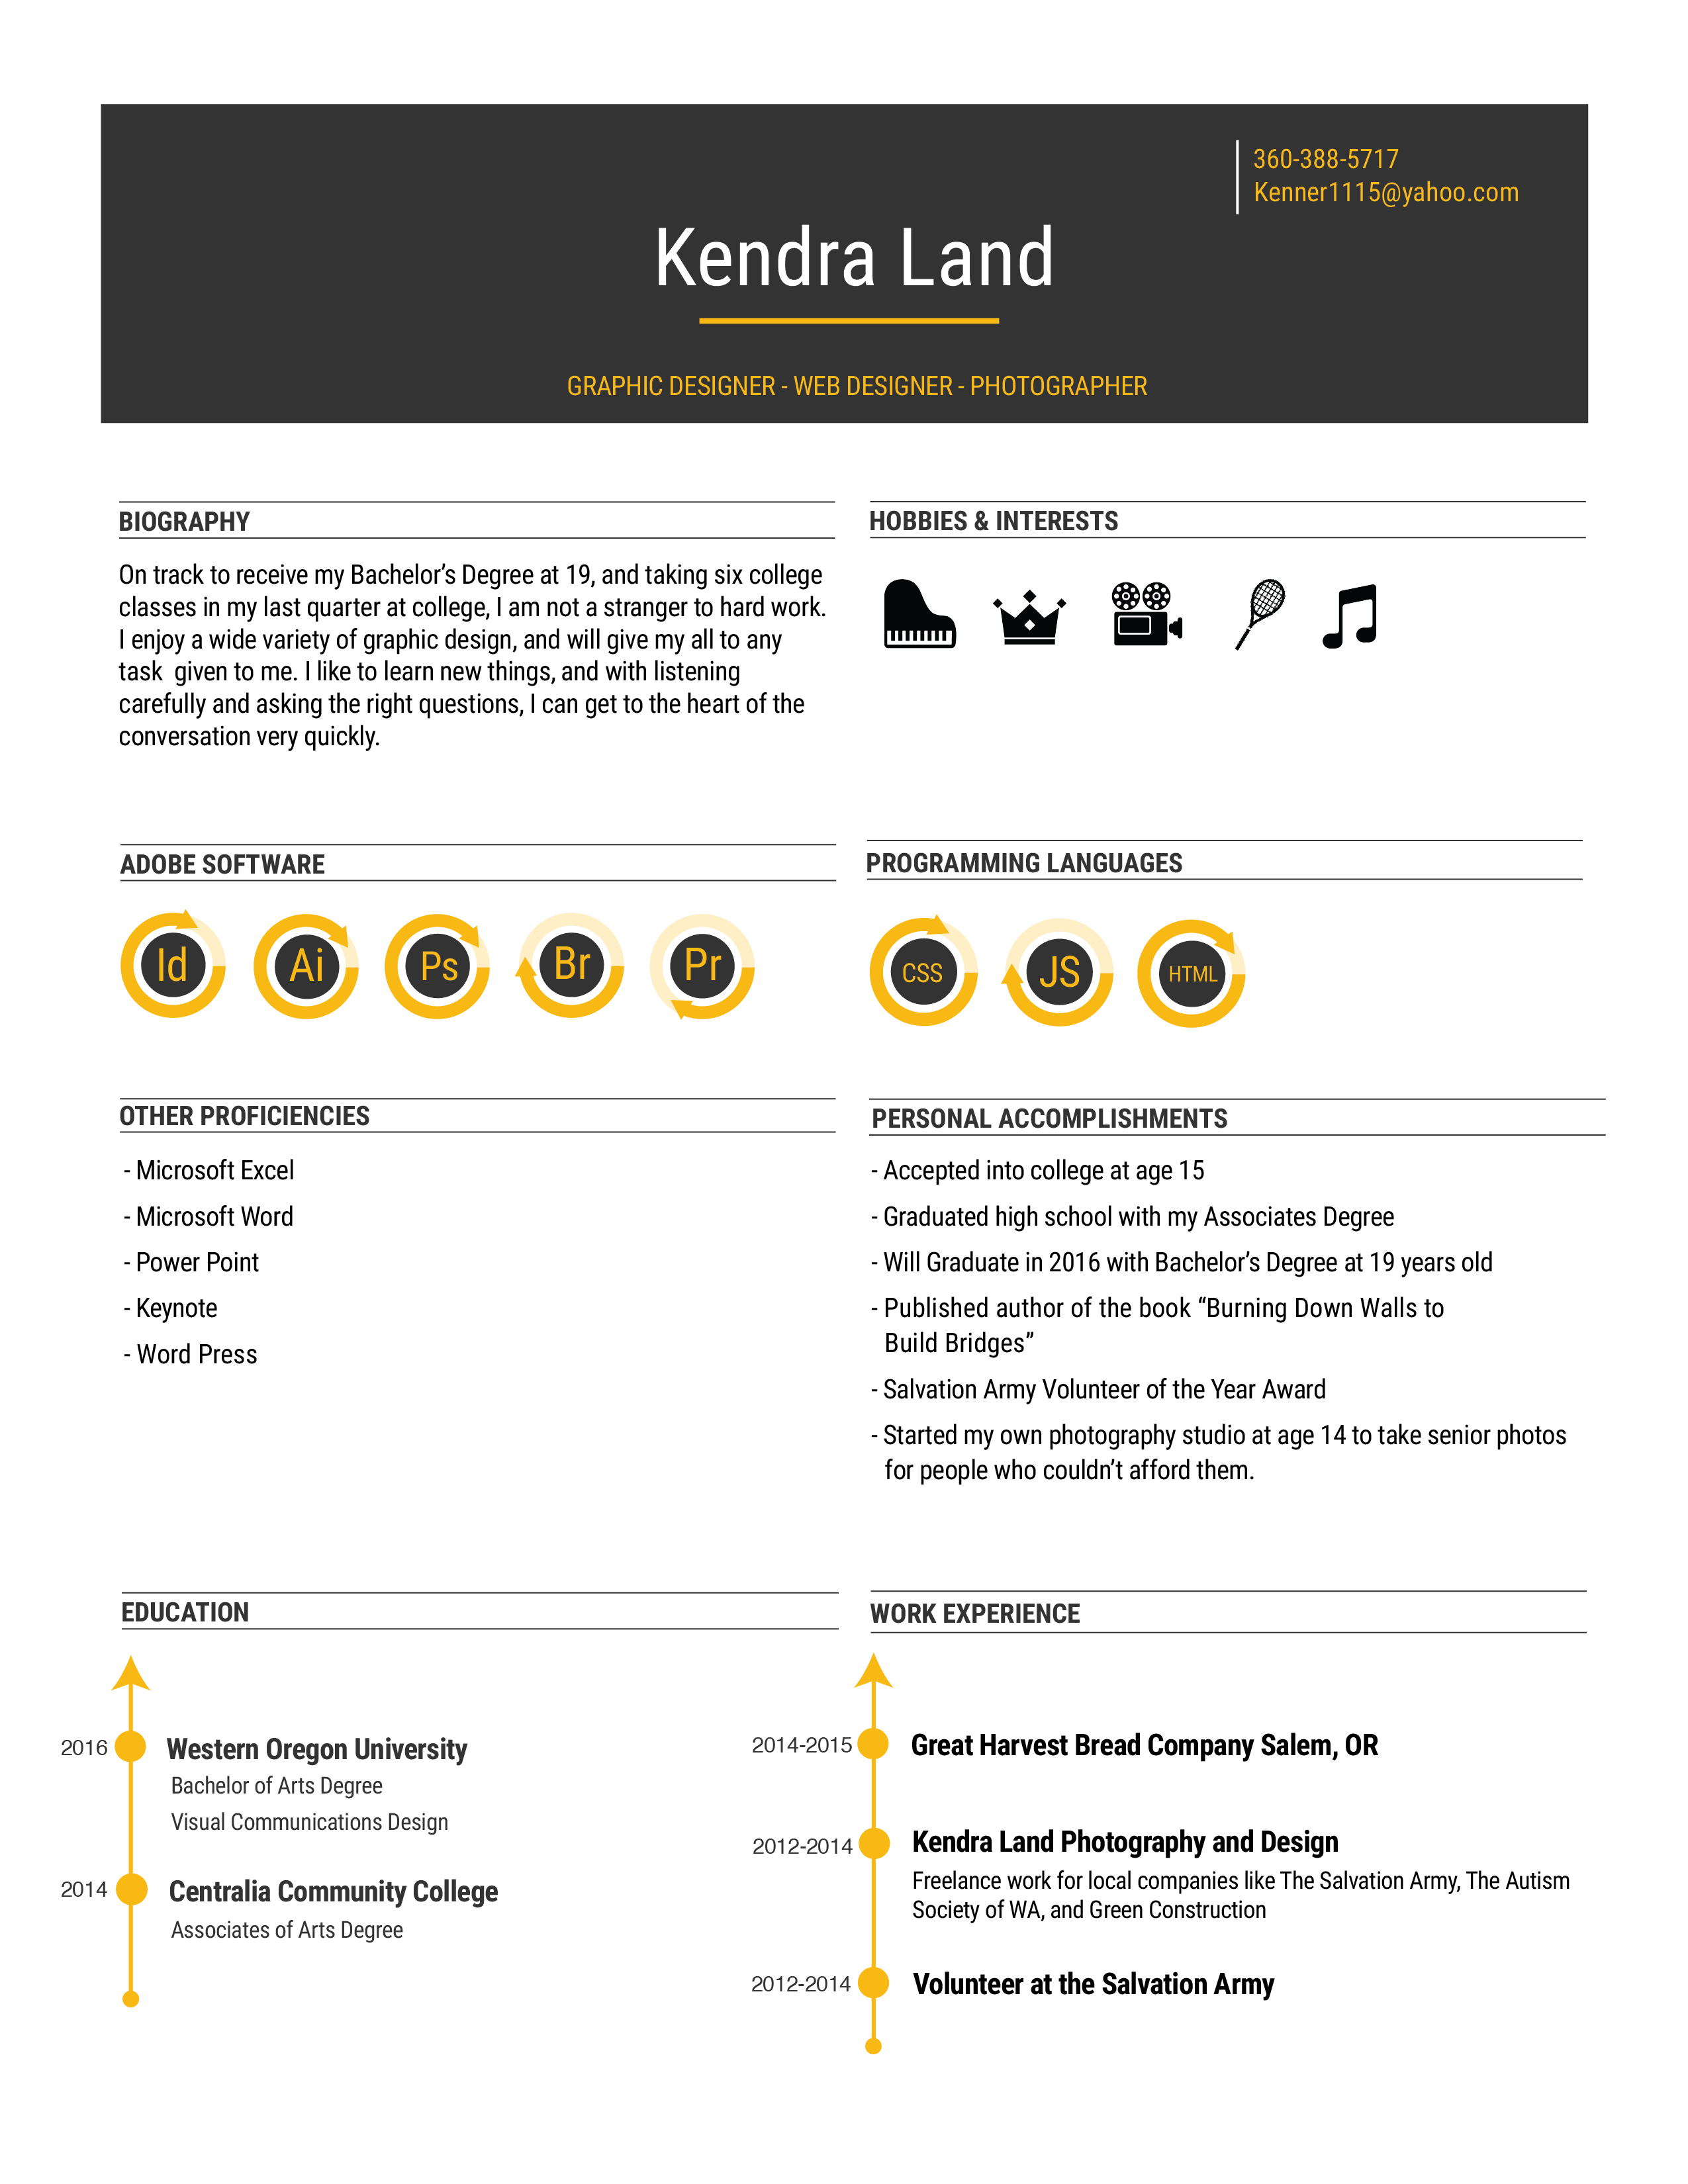 360-388-5717
Kenner1115@yahoo.com
Kendra Land
GRAPHIC DESIGNER - WEB DESIGNER - PHOTOGRAPHER
BIOGRAPHY
On track to receive my Bachelor’s Degree at 19, and taking six college
classes in my last quarter at college, I am not a stranger to hard work.
I enjoy a wide variety of graphic design, and will give my all to any
task  given to me. I like to learn new things, and with listening
carefully and asking the right questions, I can get to the heart of the
conversation very quickly.
HOBBIES & INTERESTS
ADOBE SOFTWARE
Id Ai Ps Br Pr
PROGRAMMING LANGUAGES
CSS JS HTML
OTHER PROFICIENCIES
- Microsoft Excel
- Microsoft Word
- Power Point
- Keynote
- Word Press
PERSONAL ACCOMPLISHMENTS
- Accepted into college at age 15
- Graduated high school with my Associates Degree
- Will Graduate in 2016 with Bachelor’s Degree at 19 years old
- Published author of the book “Burning Down Walls to
Build Bridges”
- Salvation Army Volunteer of the Year Award
- Started my own photography studio at age 14 to take senior photos
for people who couldn’t afford them.
EDUCATION
2016 Western Oregon University
Bachelor of Arts Degree
Visual Communications Design
2014 Centralia Community College
Associates of Arts Degree
WORK EXPERIENCE
2014-2015 Great Harvest Bread Company Salem, OR
2012-2014 Kendra Land Photography and Design
Freelance work for local companies like The Salvation Army, The Autism
Society of WA, and Green Construction
2012-2014 Volunteer at the Salvation Army